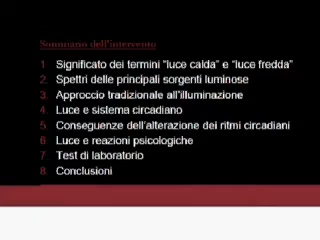 Sommario dell'intervento
1. Significato dei termini "luce calda" e "luce fredda"
2. Spettri delle principali sorgenti luminose
3. Approccio tradizionale all'illuminazione
4. Luce e sistema circadiano
5. Conseguenze dell'alterazione dei ritmi circadiani
6. Luce e reazioni psicologiche
7. Test di laboratorio
8. Conclusioni